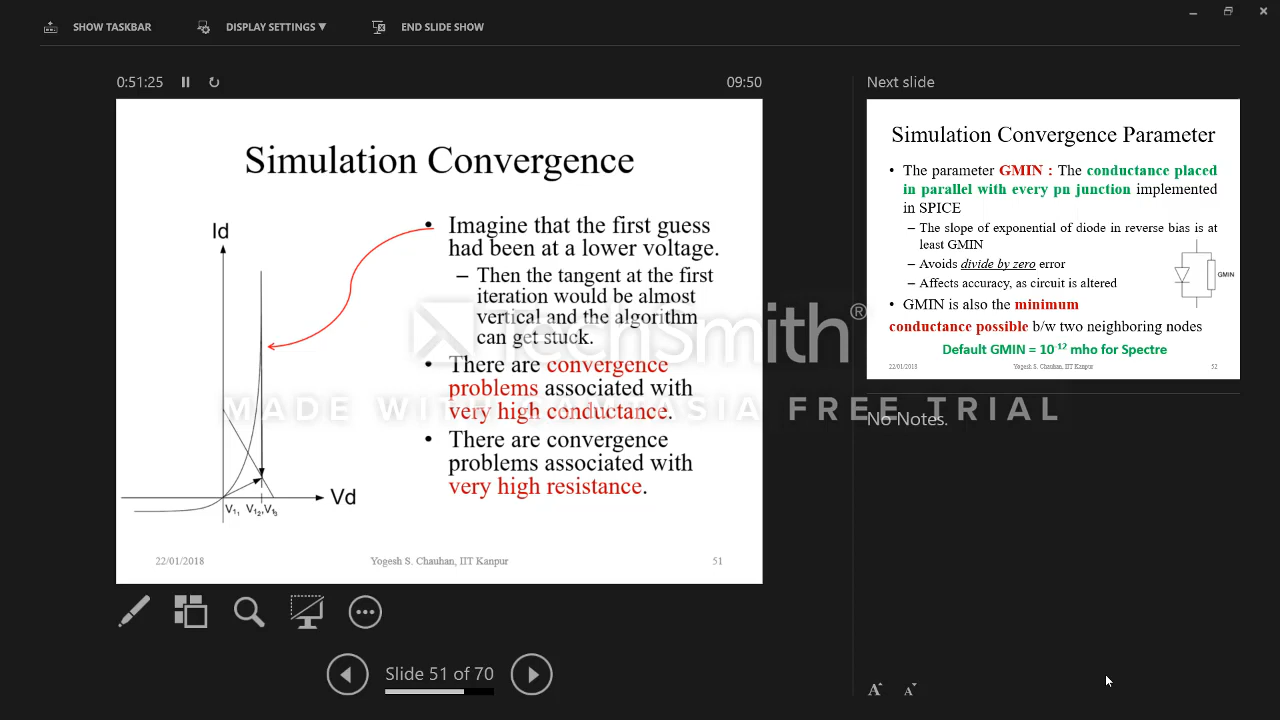 SHOW TASKBAR
DISPLAY SETTINGS ▼
END SLIDE SHOW
0:51:25
09:50
Simulation Convergence
Id
Vd
V1₁ V1₂,V1₃
• Imagine that the first guess
had been at a lower voltage.
– Then the tangent at the first
iteration would be almost
vertical and the algorithm
can get stuck.
• There are convergence
problems associated with
very high conductance.
• There are convergence
problems associated with
very high resistance.
22/01/2018
Yogesh S. Chauhan, IIT Kanpur
51
Next slide
Simulation Convergence Parameter
• The parameter GMIN : The conductance placed
in parallel with every pn junction implemented
in SPICE
– The slope of exponential of diode in reverse bias is at
least GMIN
– Avoids divide by zero error
– Affects accuracy, as circuit is altered
GMIN
• GMIN is also the minimum
conductance possible b/w two neighboring nodes
Default GMIN = 10⁻¹² mho for Spectre
22/01/2018
Yogesh S. Chauhan, IIT Kanpur
52
TechSmith®
MADE WITH CAMTASIA FREE TRIAL
No Notes.
Slide 51 of 70
A A